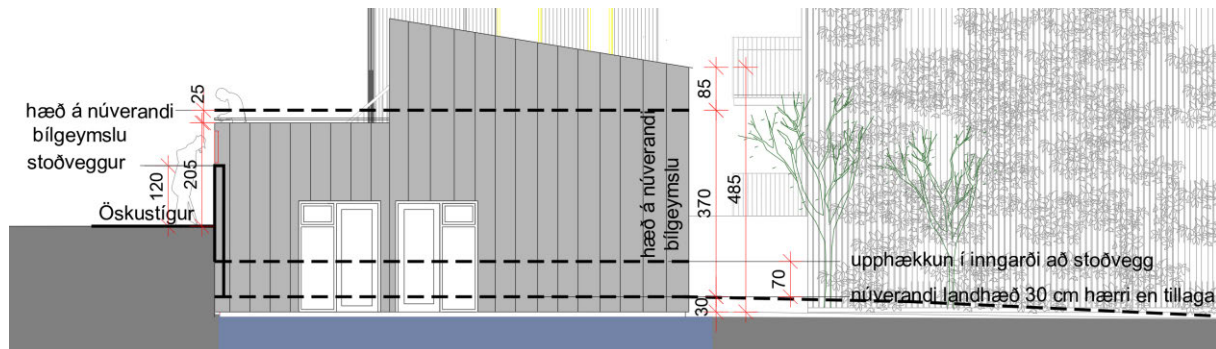 25
hæð á núverandi
bílgeymslu
stoðveggur
120
205
Öskustígur
hæð á núverandi
bílgeymslu
85
370
485
30
70
upphækkun í inngarði að stoðvegg
núverandi landhæð 30 cm hærri en tillaga